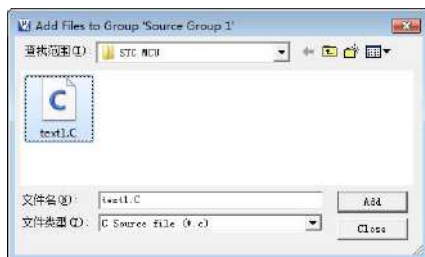 Add Files to Group 'Source Group 1'
查找范围(I): STC MCU
text1.C
文件名(N): text1.C
Add
文件类型(T): C Source file (*.c)
Close